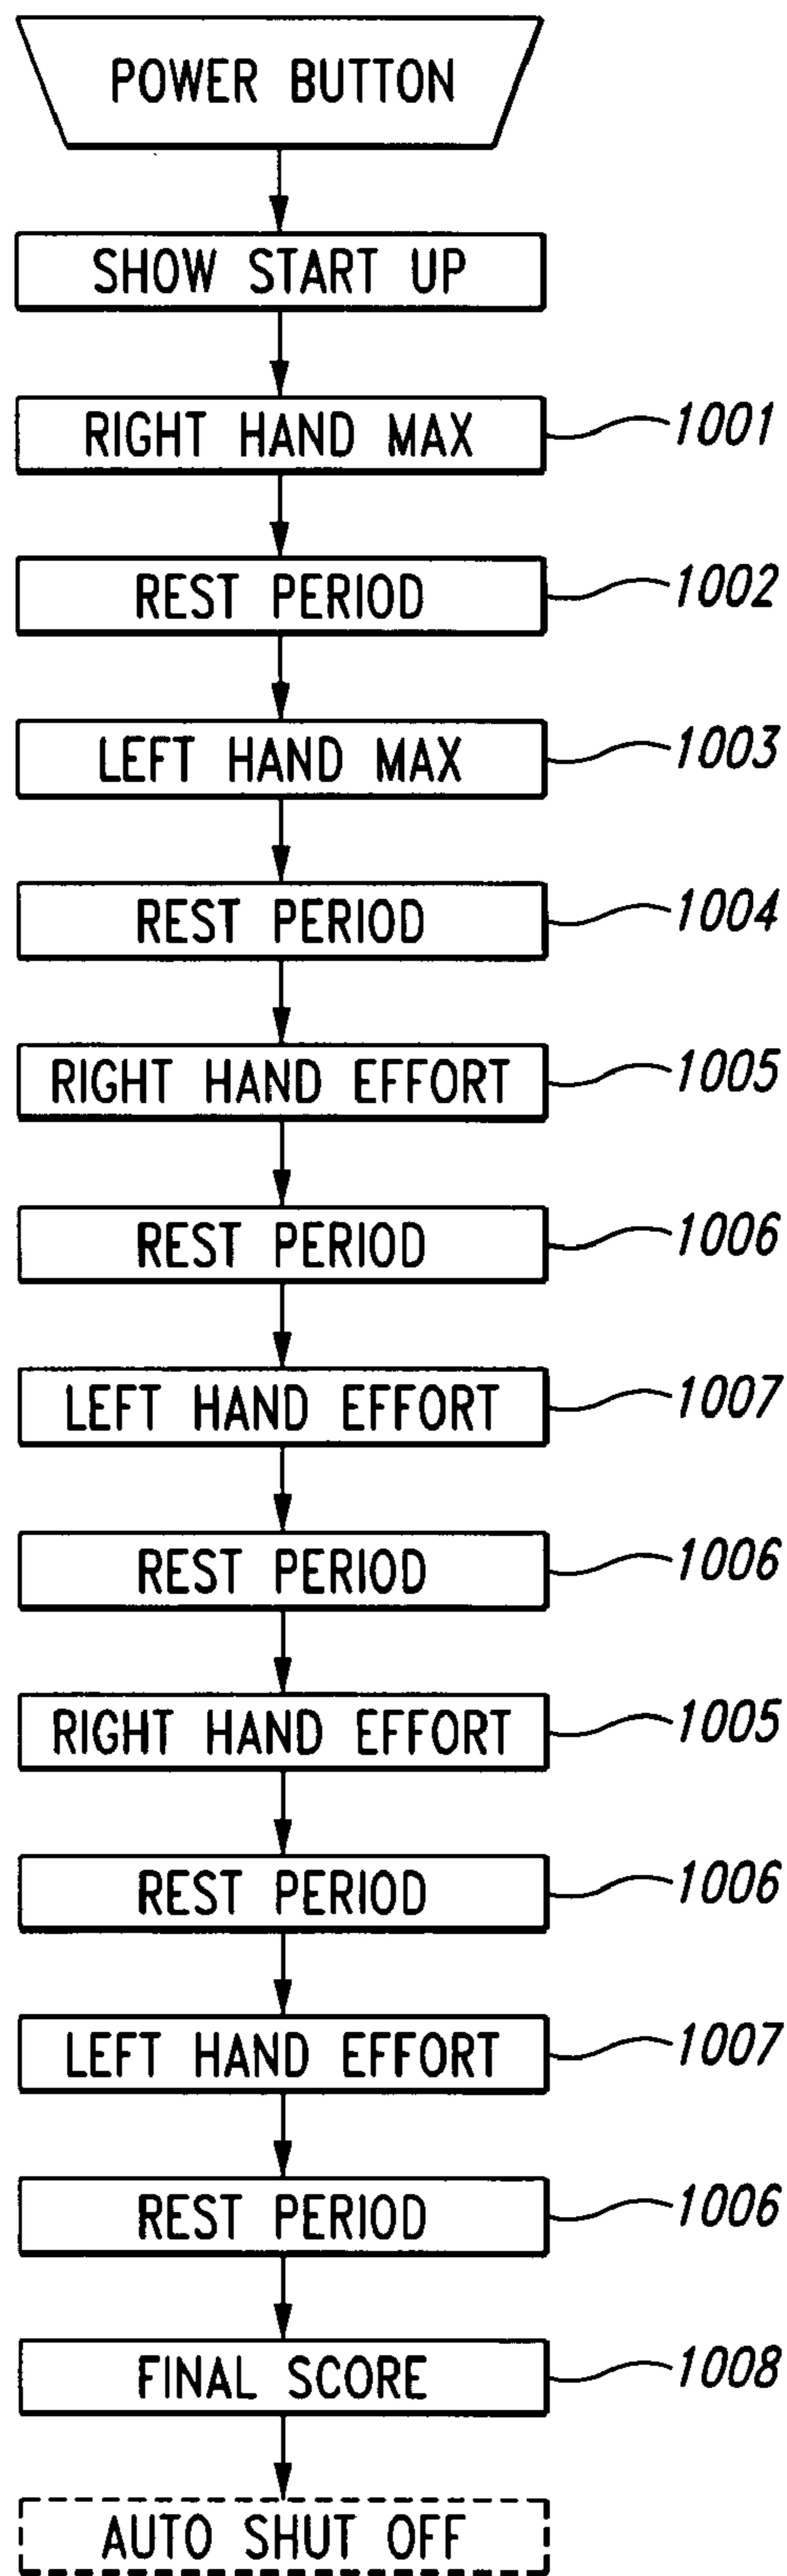 POWER BUTTON
SHOW START UP
RIGHT HAND MAX 1001
REST PERIOD 1002
LEFT HAND MAX 1003
REST PERIOD 1004
RIGHT HAND EFFORT 1005
REST PERIOD 1006
LEFT HAND EFFORT 1007
REST PERIOD 1006
RIGHT HAND EFFORT 1005
REST PERIOD 1006
LEFT HAND EFFORT 1007
REST PERIOD 1006
FINAL SCORE 1008
AUTO SHUT OFF